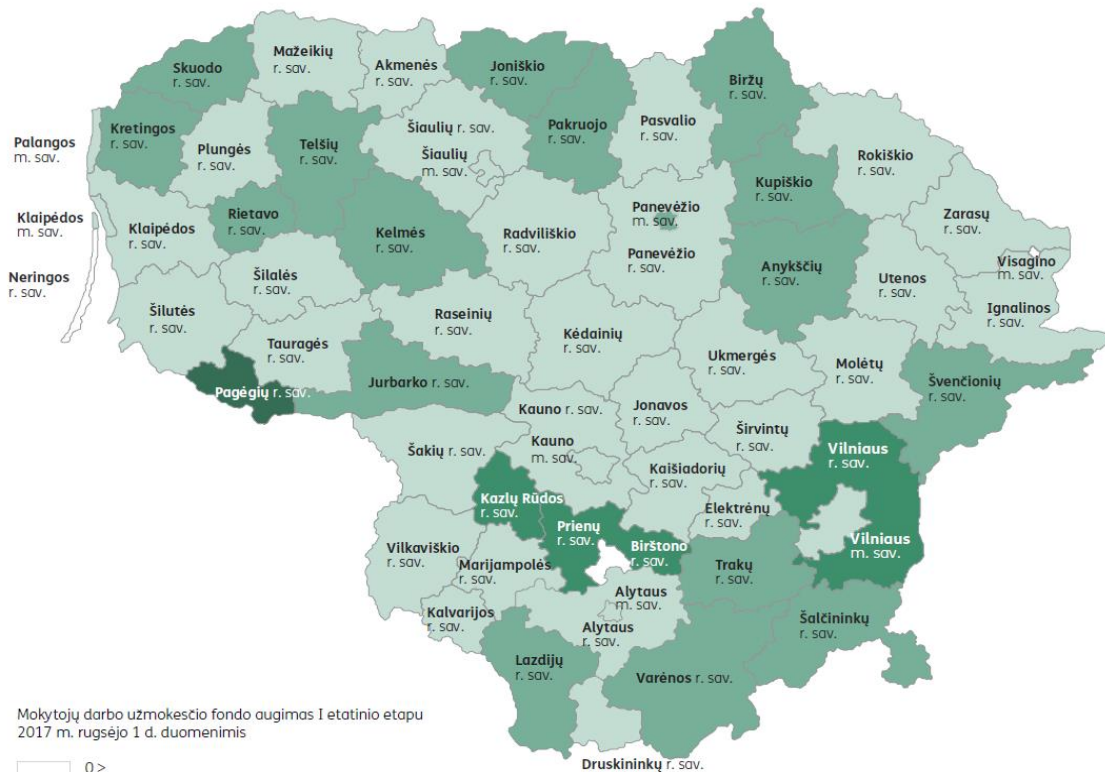 Mažeikių
r. sav.
Akmenės
r. sav.
Skuodo
r. sav.
Joniškio
r. sav.
Biržų
r. sav.
Kretingos
r. sav.
Palangos
m. sav.
Plungės
r. sav.
Telšių
r. sav.
Šiaulių r. sav.
Šiaulių
m. sav.
Pakruojo
r. sav.
Pasvalio
r. sav.
Rokiškio
r. sav.
Kupiškio
r. sav.
Klaipėdos
m. sav.
Klaipėdos
r. sav.
Rietavo
r. sav.
Kelmės
r. sav.
Radviliškio
r. sav.
Panevėžio
m. sav.
Panevėžio
r. sav.
Zarasų
r. sav.
Visagino
m. sav.
Neringos
r. sav.
Šilalės
r. sav.
Anykščių
r. sav.
Utenos
r. sav.
Ignalinos
r. sav.
Šilutės
r. sav.
Raseinių
r. sav.
Kėdainių
r. sav.
Tauragės
r. sav.
Ukmergės
r. sav.
Molėtų
r. sav.
Švenčionių
r. sav.
Pagėgių r. sav.
Jurbarko r. sav.
Kauno r. sav.
Jonavos
r. sav.
Širvintų
r. sav.
Šakių r. sav.
Kauno
m. sav.
Kaišiadorių
r. sav.
Vilniaus
r. sav.
Kazlų Rūdos
r. sav.
Elektrėnų
r. sav.
Prienų
r. sav.
Birštono
r. sav.
Vilniaus
m. sav.
Vilkaviškio
r. sav.
Marijampolės
r. sav.
Trakų
r. sav.
Kalvarijos
r. sav.
Alytaus
m. sav.
Alytaus
r. sav.
Šalčininkų
r. sav.
Lazdijų
r. sav.
Varėnos r. sav.
Mokytojų darbo užmokesčio fondo augimas I etatinio etapu
2017 m. rugsėjo 1 d. duomenimis
0 >
Druskininkų r. sav.